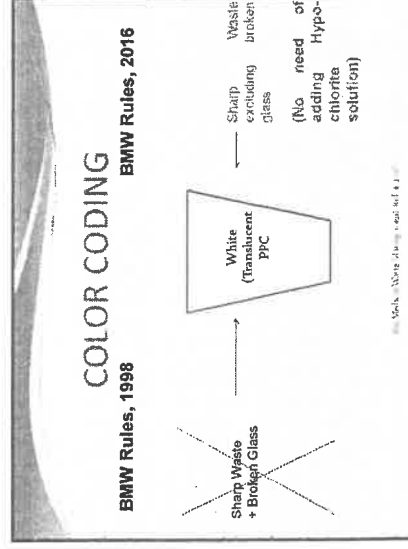 COLOR CODING
BMW Rules, 1998
BMW Rules, 2016
Sharp Waste
+ Broken Glass
White
(Translucent
PPC
Sharp Waste
excluding broken
glass
(No need of
adding Hypo-
chlorita
solution)